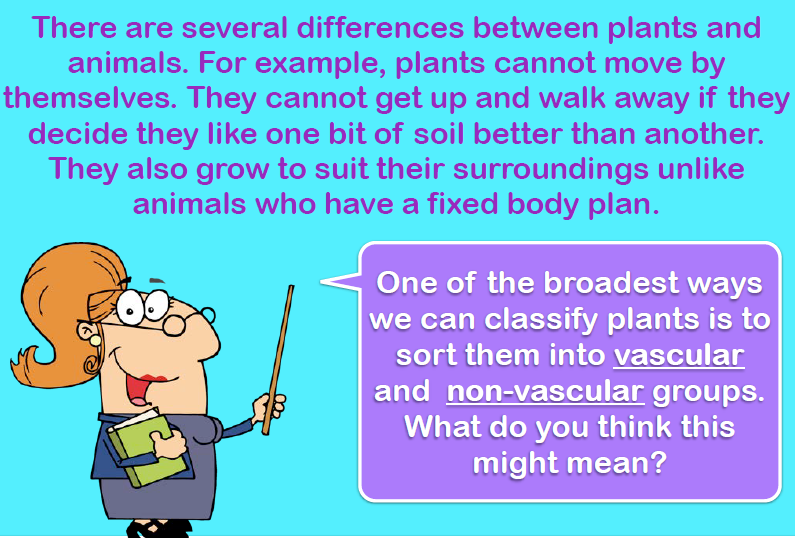 There are several differences between plants and
animals. For example, plants cannot move by
themselves. They cannot get up and walk away if they
decide they like one bit of soil better than another.
They also grow to suit their surroundings unlike
animals who have a fixed body plan.
One of the broadest ways
we can classify plants is to
sort them into vascular
and non-vascular groups.
What do you think this
might mean?